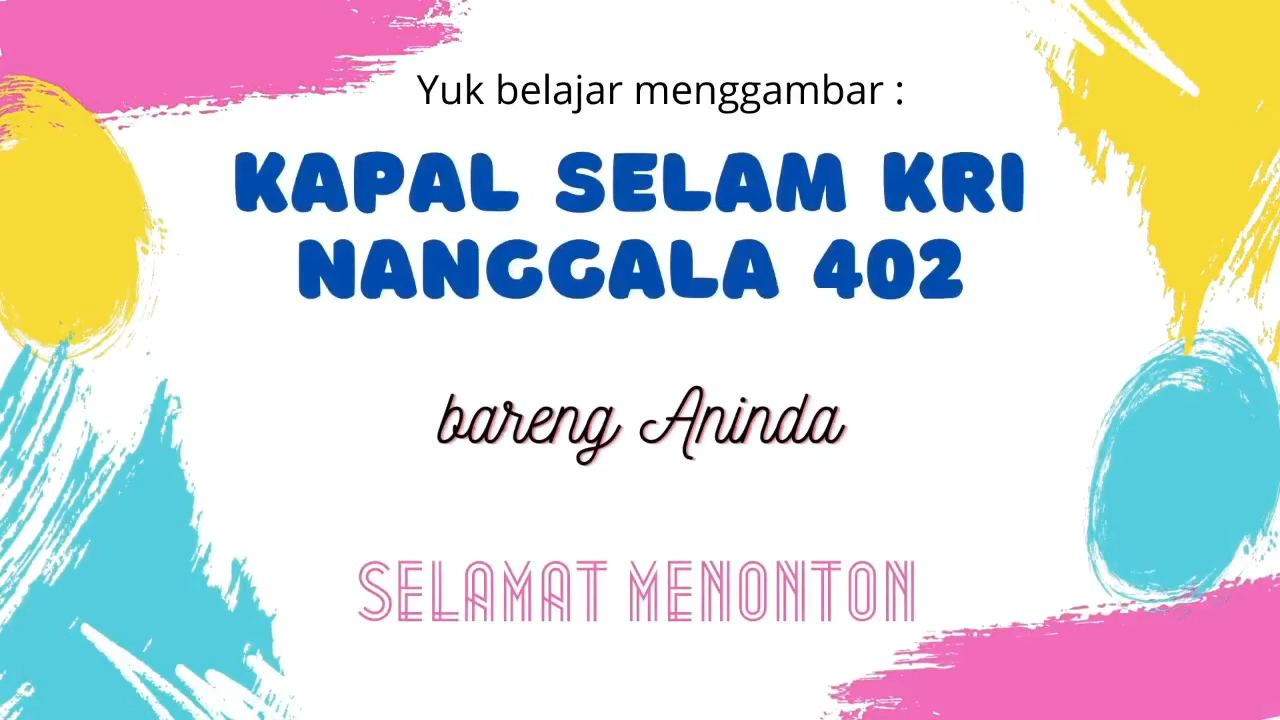 Yuk belajar menggambar :
KAPAL SELAM KRI
NANGGALA 402
bareng Aninda
SELAMAT MENONTON